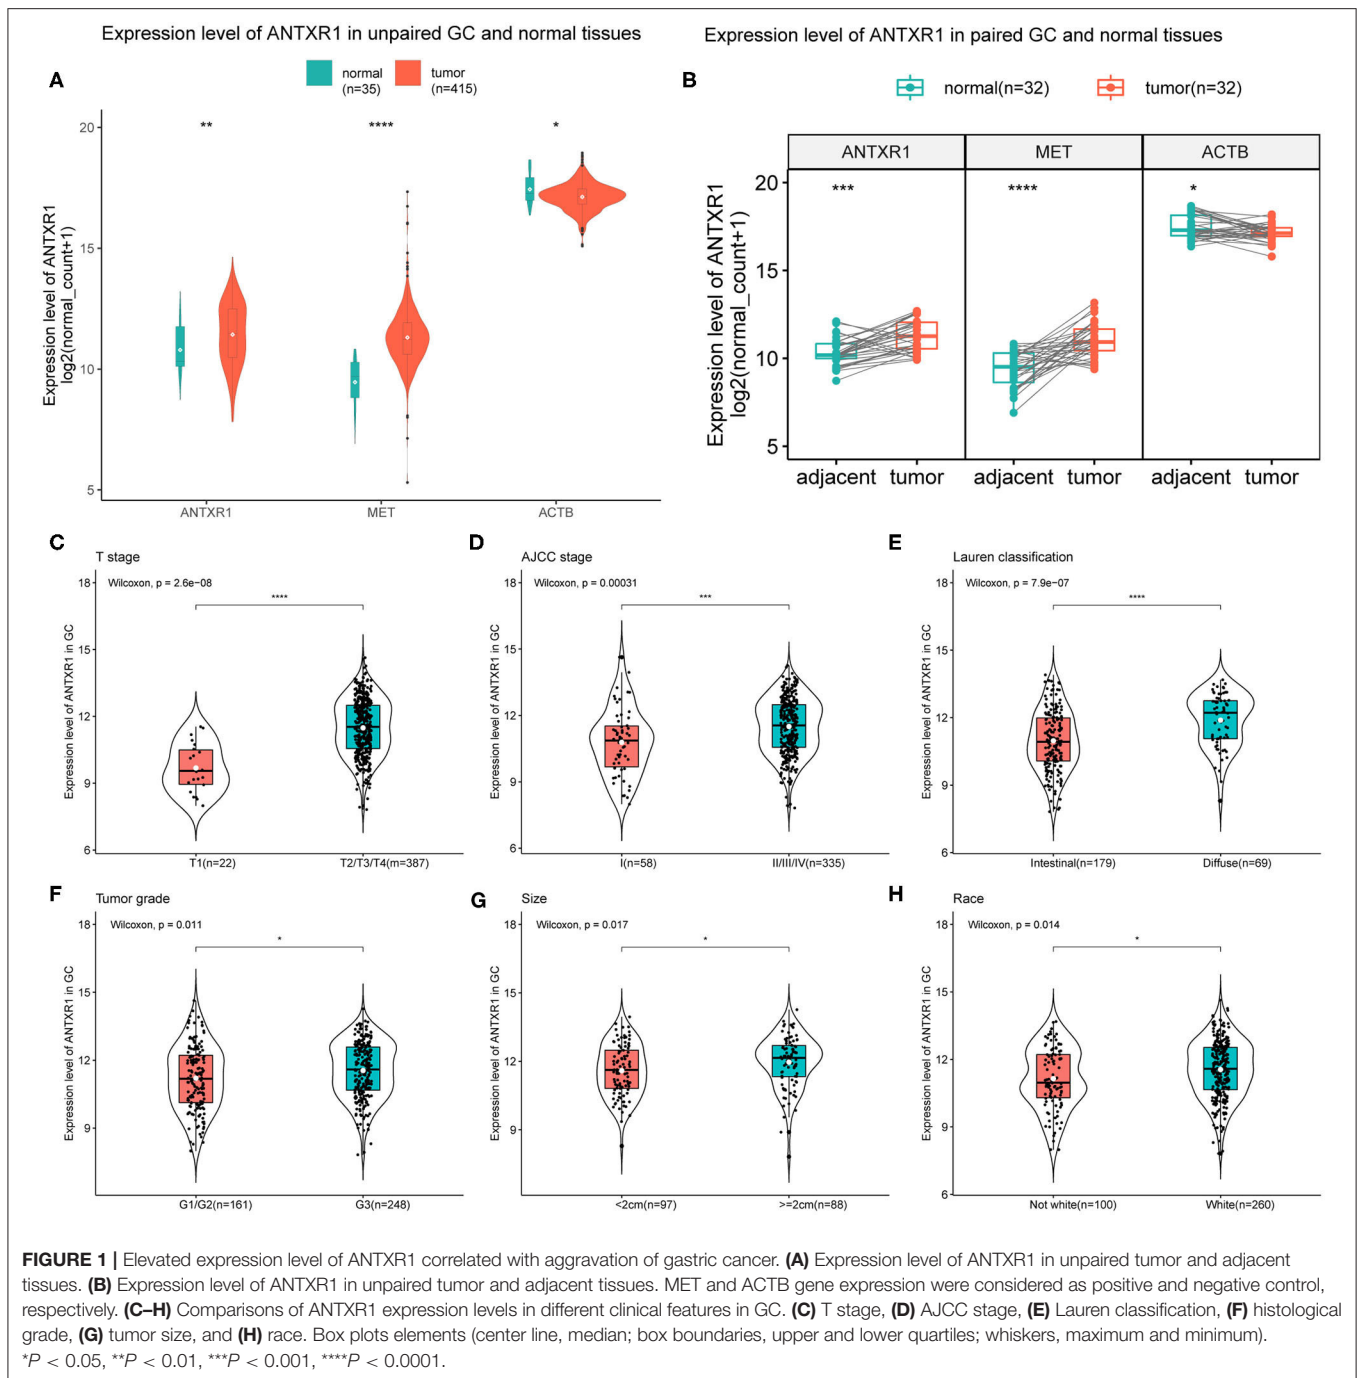 Expression level of ANTXR1 in unpaired GC and normal tissues
A
normal
(n=35)
tumor
(n=415)
**
****
*
20
15
10
5
Expression level of ANTXR1
log2(normal_count+1)
ANTXR1
MET
ACTB
Expression level of ANTXR1 in paired GC and normal tissues
B
normal(n=32)
tumor(n=32)
ANTXR1
MET
ACTB
***
****
*
20
15
10
5
Expression level of ANTXR1
log2(normal_count+1)
adjacent tumor
adjacent tumor
adjacent tumor
C
T stage
Wilcoxon, p = 2.6e−08
****
18
15
12
9
6
Expression level of ANTXR1 in GC
T1(n=22)
T2/T3/T4(m=387)
D
AJCC stage
Wilcoxon, p = 0.00031
***
18
15
12
9
6
Expression level of ANTXR1 in GC
I(n=58)
II/III/IV(n=335)
E
Lauren classification
Wilcoxon, p = 7.9e−07
****
18
15
12
9
6
Expression level of ANTXR1 in GC
Intestinal(n=179)
Diffuse(n=69)
F
Tumor grade
Wilcoxon, p = 0.011
*
18
15
12
9
Expression level of ANTXR1 in GC
G1/G2(n=161)
G3(n=248)
G
Size
Wilcoxon, p = 0.017
*
18
15
12
9
Expression level of ANTXR1 in GC
<2cm(n=97)
>=2cm(n=88)
H
Race
Wilcoxon, p = 0.014
*
18
15
12
9
6
Expression level of ANTXR1 in GC
Not white(n=100)
White(n=260)
FIGURE 1 | Elevated expression level of ANTXR1 correlated with aggravation of gastric cancer. (A) Expression level of ANTXR1 in unpaired tumor and adjacent
tissues. (B) Expression level of ANTXR1 in unpaired tumor and adjacent tissues. MET and ACTB gene expression were considered as positive and negative control,
respectively. (C–H) Comparisons of ANTXR1 expression levels in different clinical features in GC. (C) T stage, (D) AJCC stage, (E) Lauren classification, (F) histological
grade, (G) tumor size, and (H) race. Box plots elements (center line, median; box boundaries, upper and lower quartiles; whiskers, maximum and minimum).
*P < 0.05, **P < 0.01, ***P < 0.001, ****P < 0.0001.